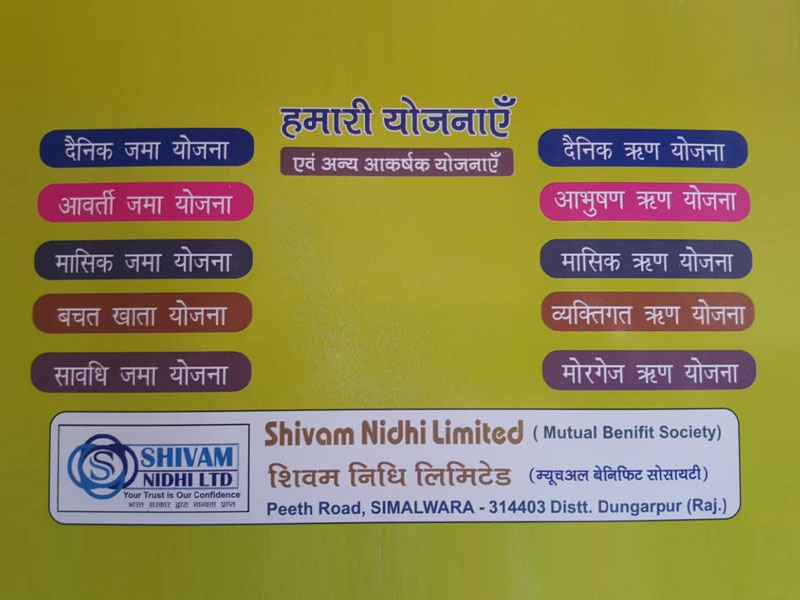 हमारी योजनाएँ
एवं अन्य आकर्षक योजनाएँ
दैनिक जमा योजना
आवर्ती जमा योजना
मासिक जमा योजना
बचत खाता योजना
सावधि जमा योजना
दैनिक ऋण योजना
आभुषण ऋण योजना
मासिक ऋण योजना
व्यक्तिगत ऋण योजना
मोरगेज ऋण योजना
S SHIVAM
NIDHI LTD
Your Trust is Our Confidence
भारत सरकार द्वारा मान्यता प्राप्त
Shivam Nidhi Limited ( Mutual Benifit Society)
शिवम निधि लिमिटेड (म्यूचअल बेनिफिट सोसायटी)
Peeth Road, SIMALWARA - 314403 Distt. Dungarpur (Raj.)